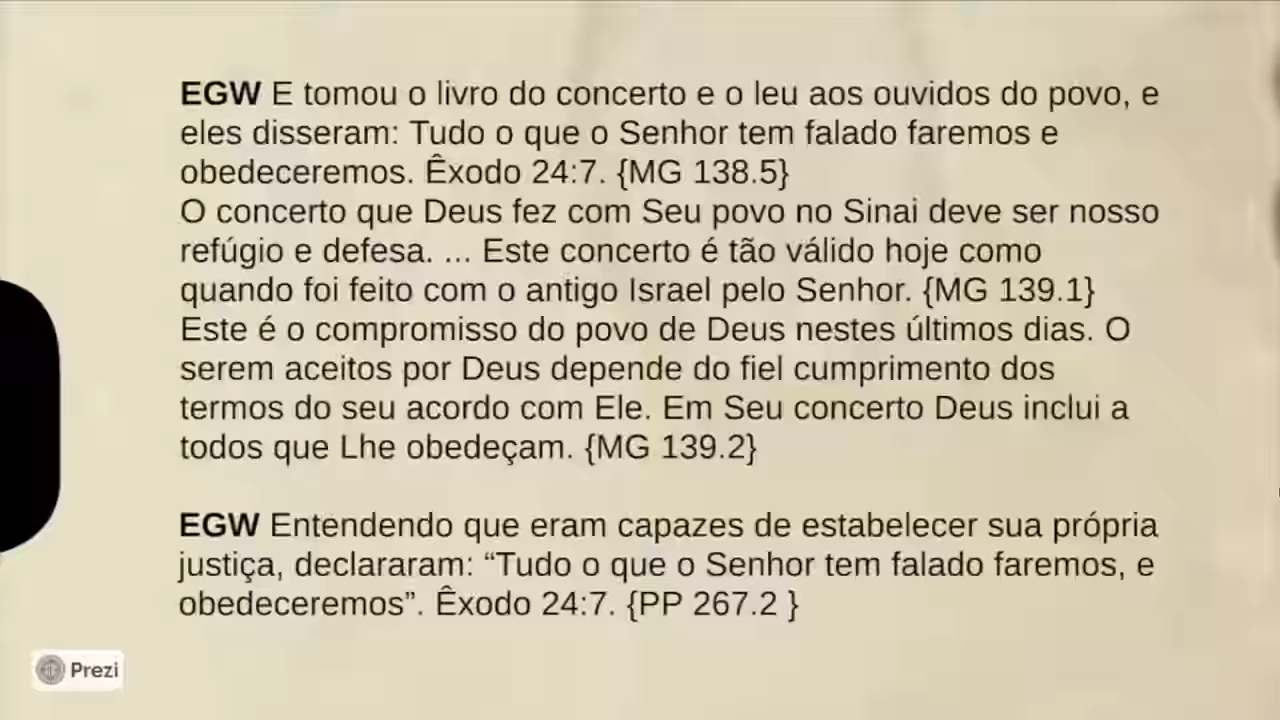 EGW E tomou o livro do concerto e o leu aos ouvidos do povo, e
eles disseram: Tudo o que o Senhor tem falado faremos e
obedeceremos. Êxodo 24:7. {MG 138.5}
O concerto que Deus fez com Seu povo no Sinai deve ser nosso
refúgio e defesa. ... Este concerto é tão válido hoje como
quando foi feito com o antigo Israel pelo Senhor. {MG 139.1}
Este é o compromisso do povo de Deus nestes últimos dias. O
serem aceitos por Deus depende do fiel cumprimento dos
termos do seu acordo com Ele. Em Seu concerto Deus inclui a
todos que Lhe obedeçam. {MG 139.2}
EGW Entendendo que eram capazes de estabelecer sua própria
justiça, declararam: “Tudo o que o Senhor tem falado faremos, e
obedeceremos”. Êxodo 24:7. {PP 267.2 }
Prezi